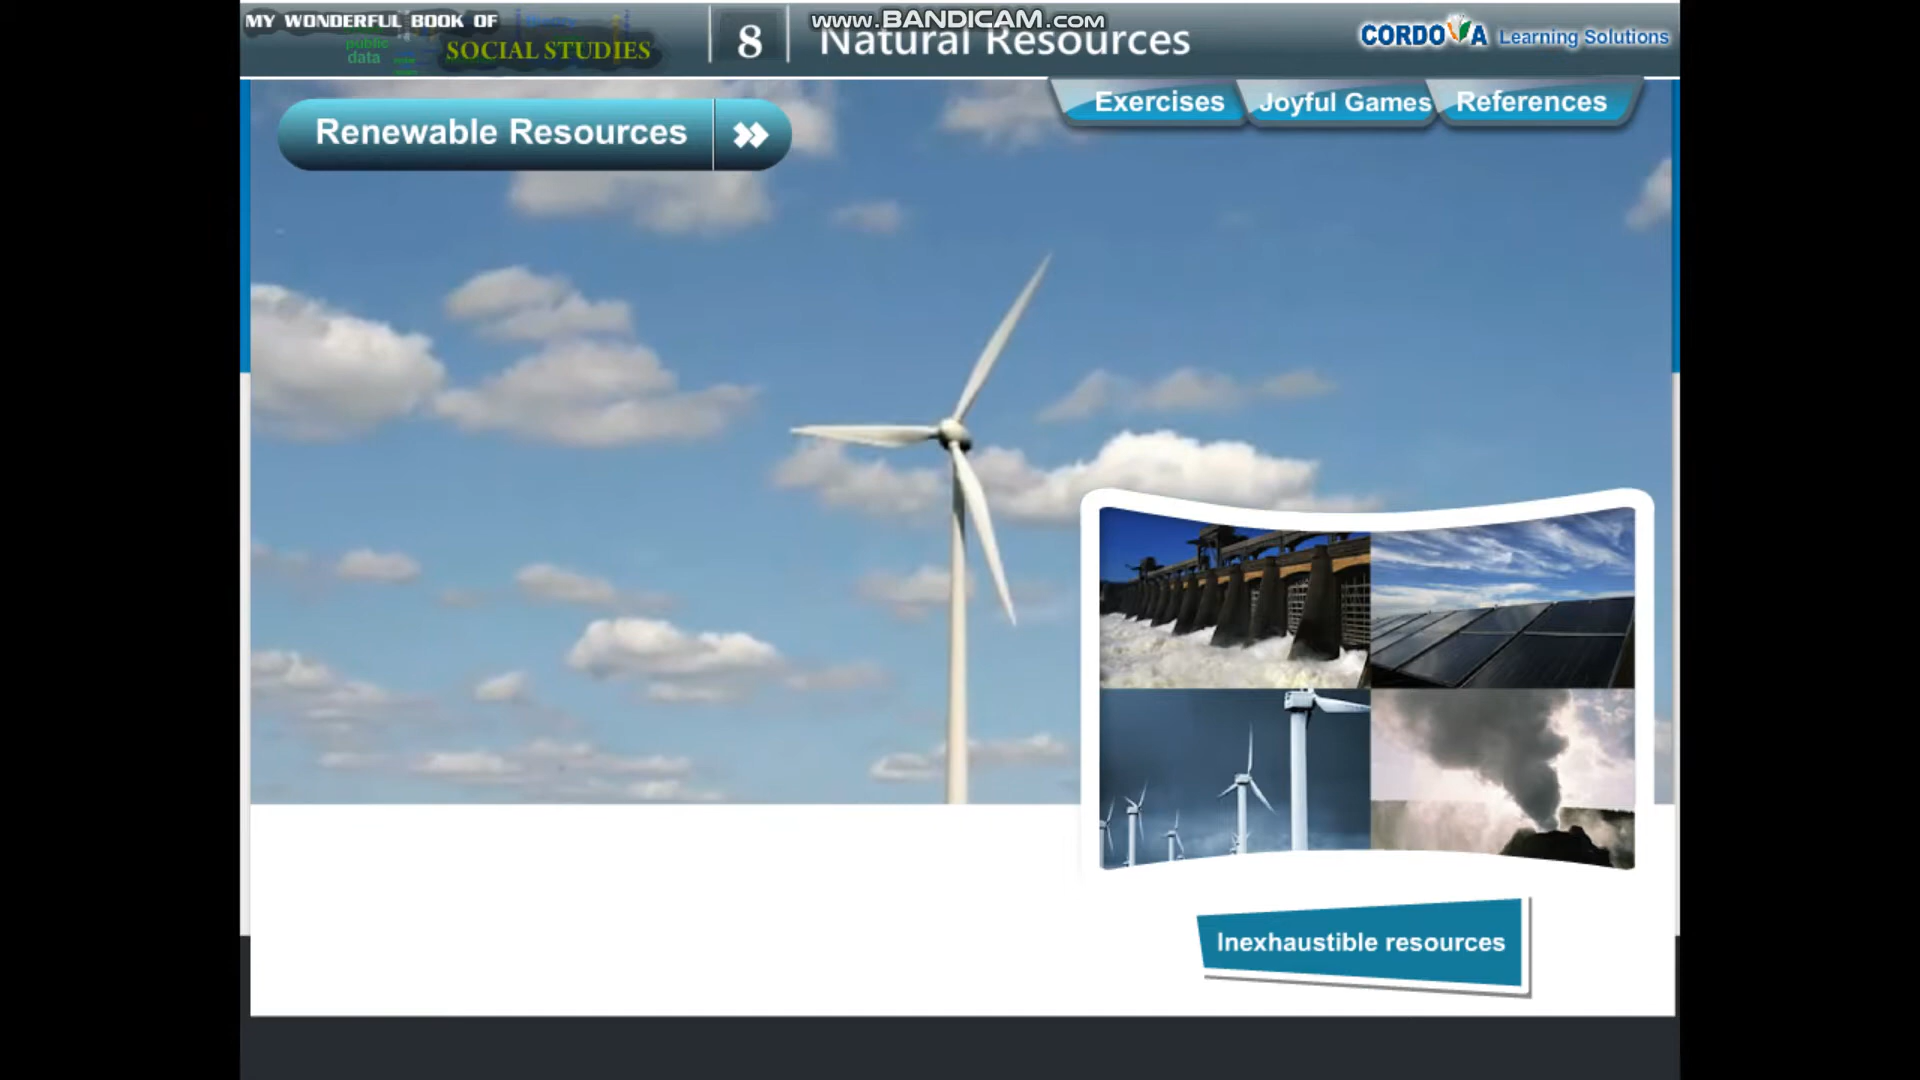 MY WONDERFUL BOOK OF
public
data
SOCIAL STUDIES
8
www.BANDICAM.com
Natural Resources
CORDOVA Learning Solutions
Exercises
Joyful Games
References
Renewable Resources
Inexhaustible resources